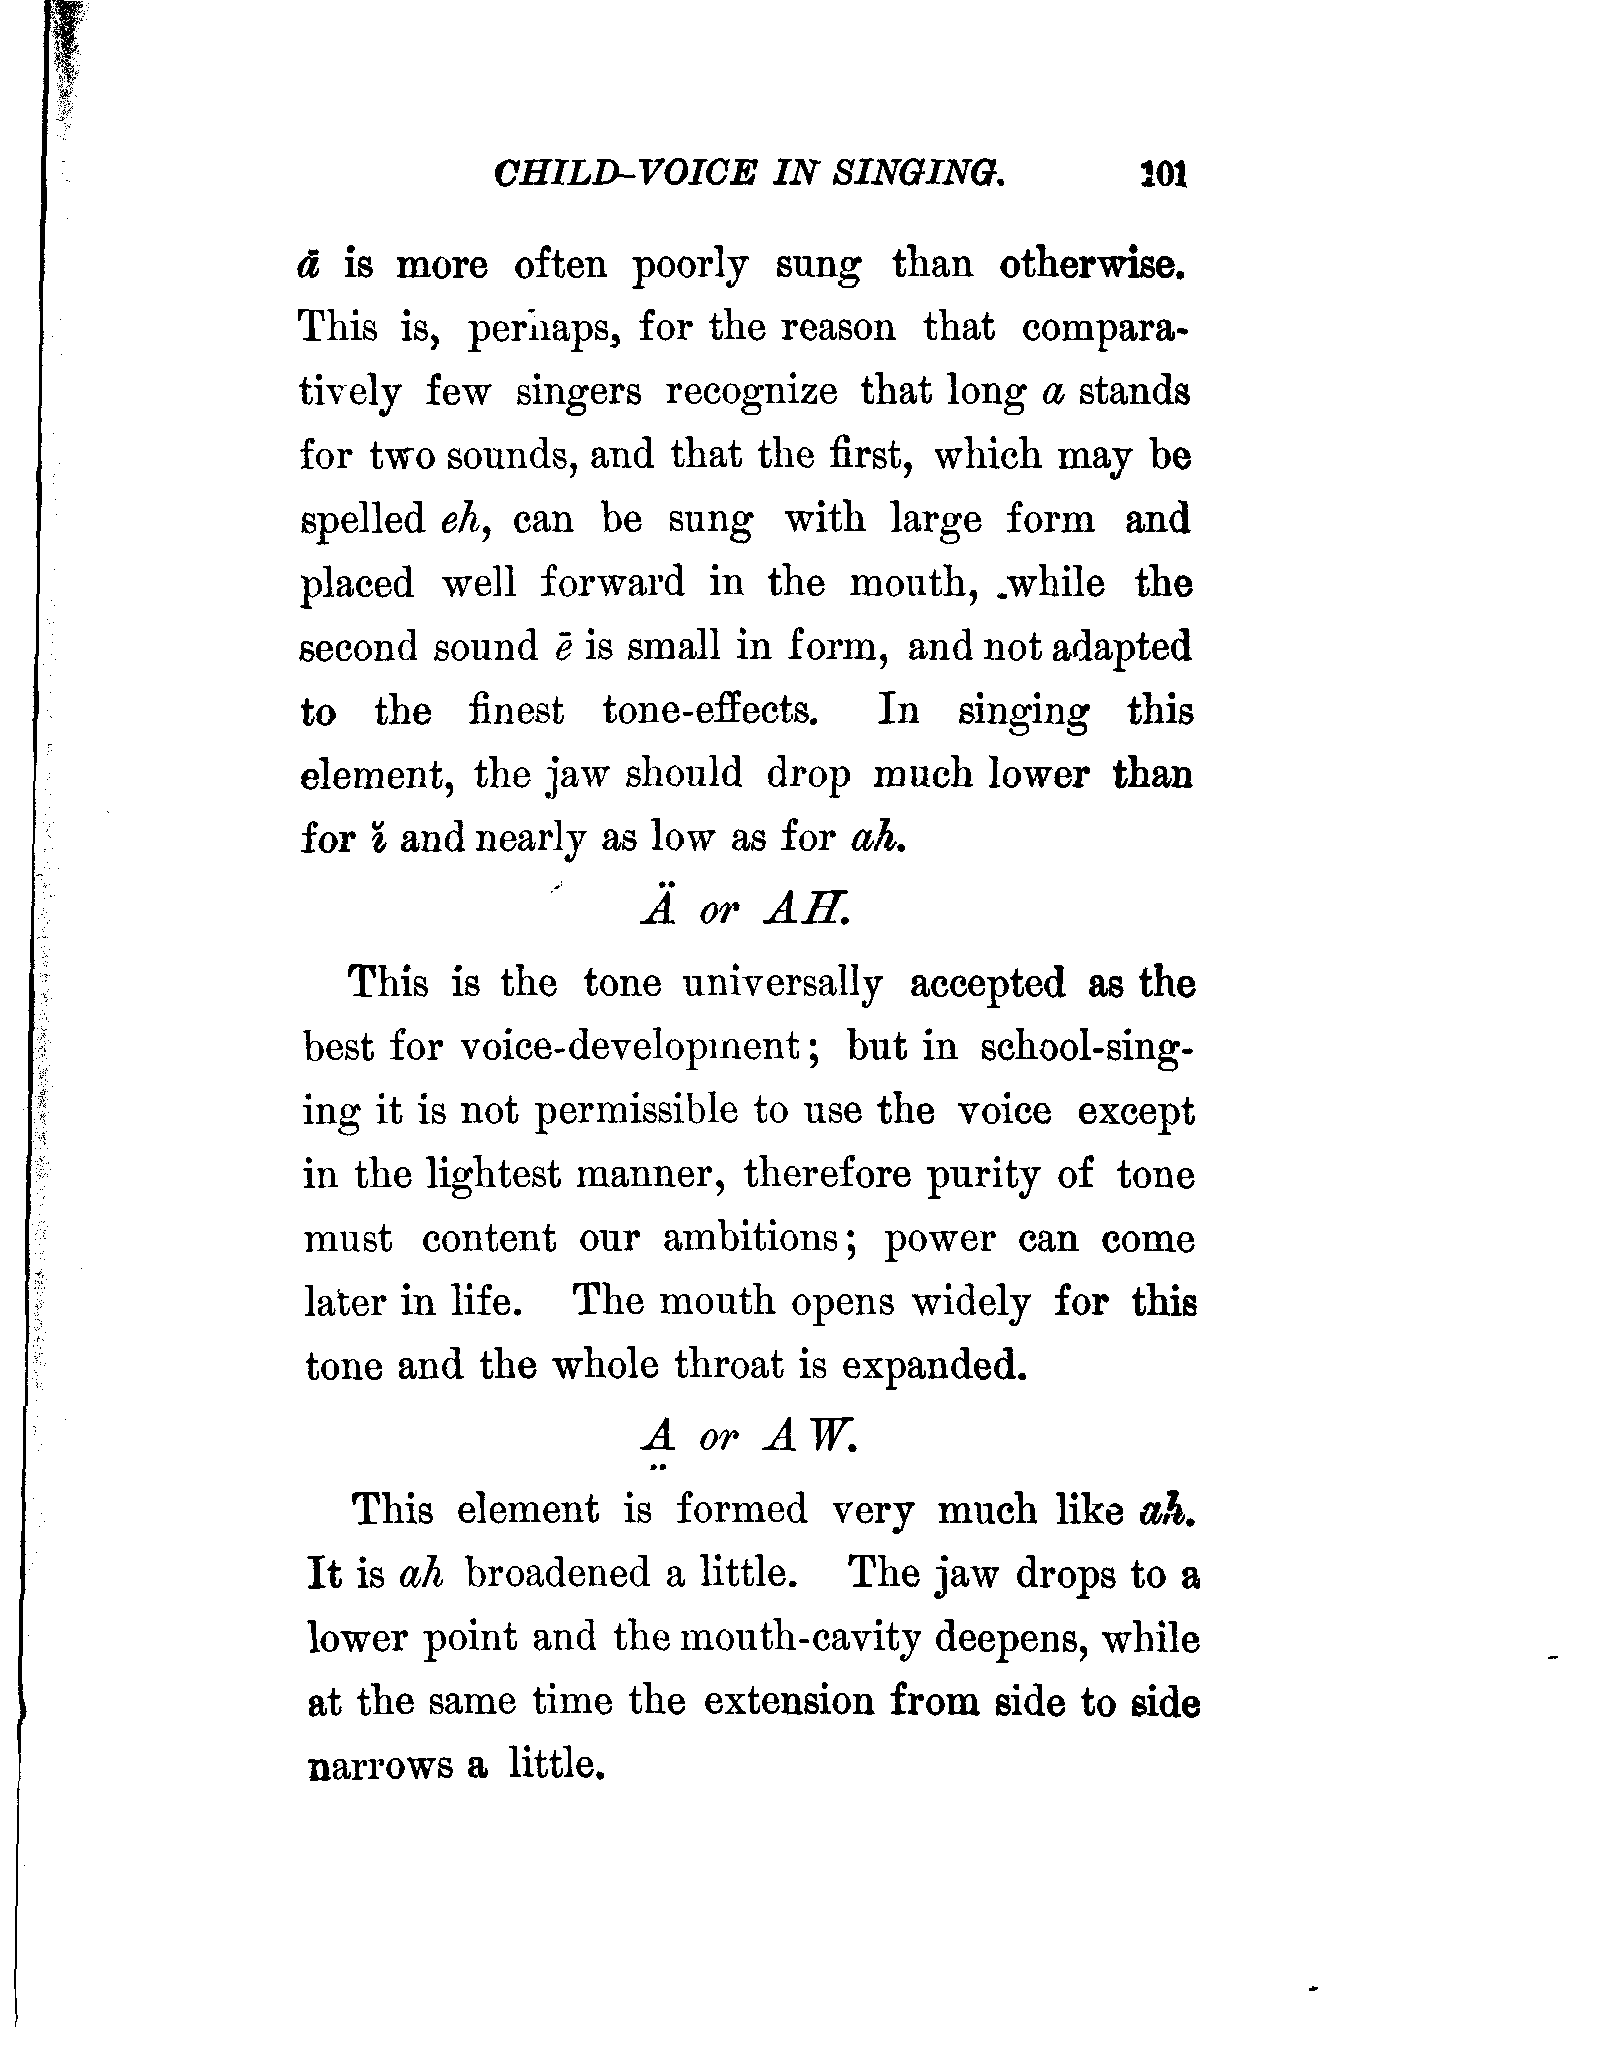 CHILD-VOICE IN SINGING. 101
ā is more often poorly sung than otherwise.
This is, perhaps, for the reason that compara-
tively few singers recognize that long a stands
for two sounds, and that the first, which may be
spelled eh, can be sung with large form and
placed well forward in the mouth, while the
second sound ē is small in form, and not adapted
to the finest tone-effects. In singing this
element, the jaw should drop much lower than
for ĭ and nearly as low as for ah.
Ä or AH.
This is the tone universally accepted as the
best for voice-development; but in school-sing-
ing it is not permissible to use the voice except
in the lightest manner, therefore purity of tone
must content our ambitions; power can come
later in life. The mouth opens widely for this
tone and the whole throat is expanded.
A̤ or AW.
This element is formed very much like ah.
It is ah broadened a little. The jaw drops to a
lower point and the mouth-cavity deepens, while
at the same time the extension from side to side
narrows a little.